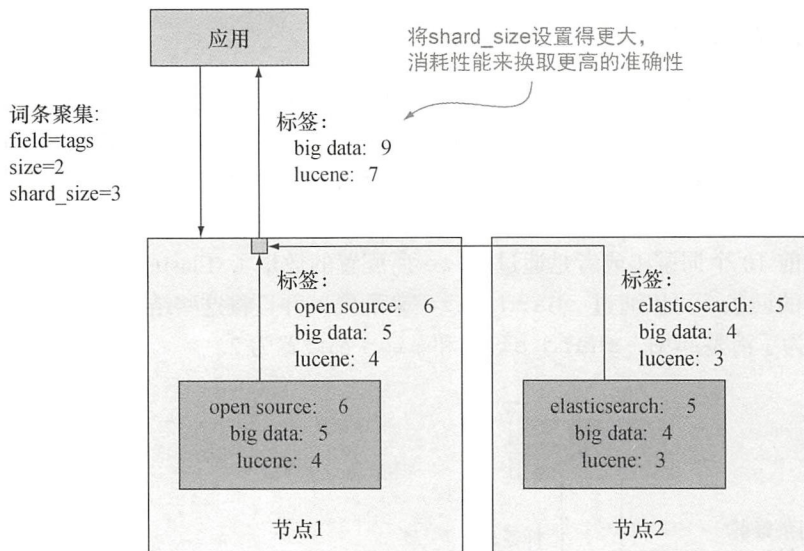 应用
将shard_size设置得更大，
消耗性能来换取更高的准确性
词条聚集:
field=tags
size=2
shard_size=3
标签：
big data: 9
lucene: 7
标签：
open source: 6
big data: 5
lucene: 4
标签：
elasticsearch: 5
big data: 4
lucene: 3
open source: 6
big data: 5
lucene: 4
elasticsearch: 5
big data: 4
lucene: 3
节点1
节点2